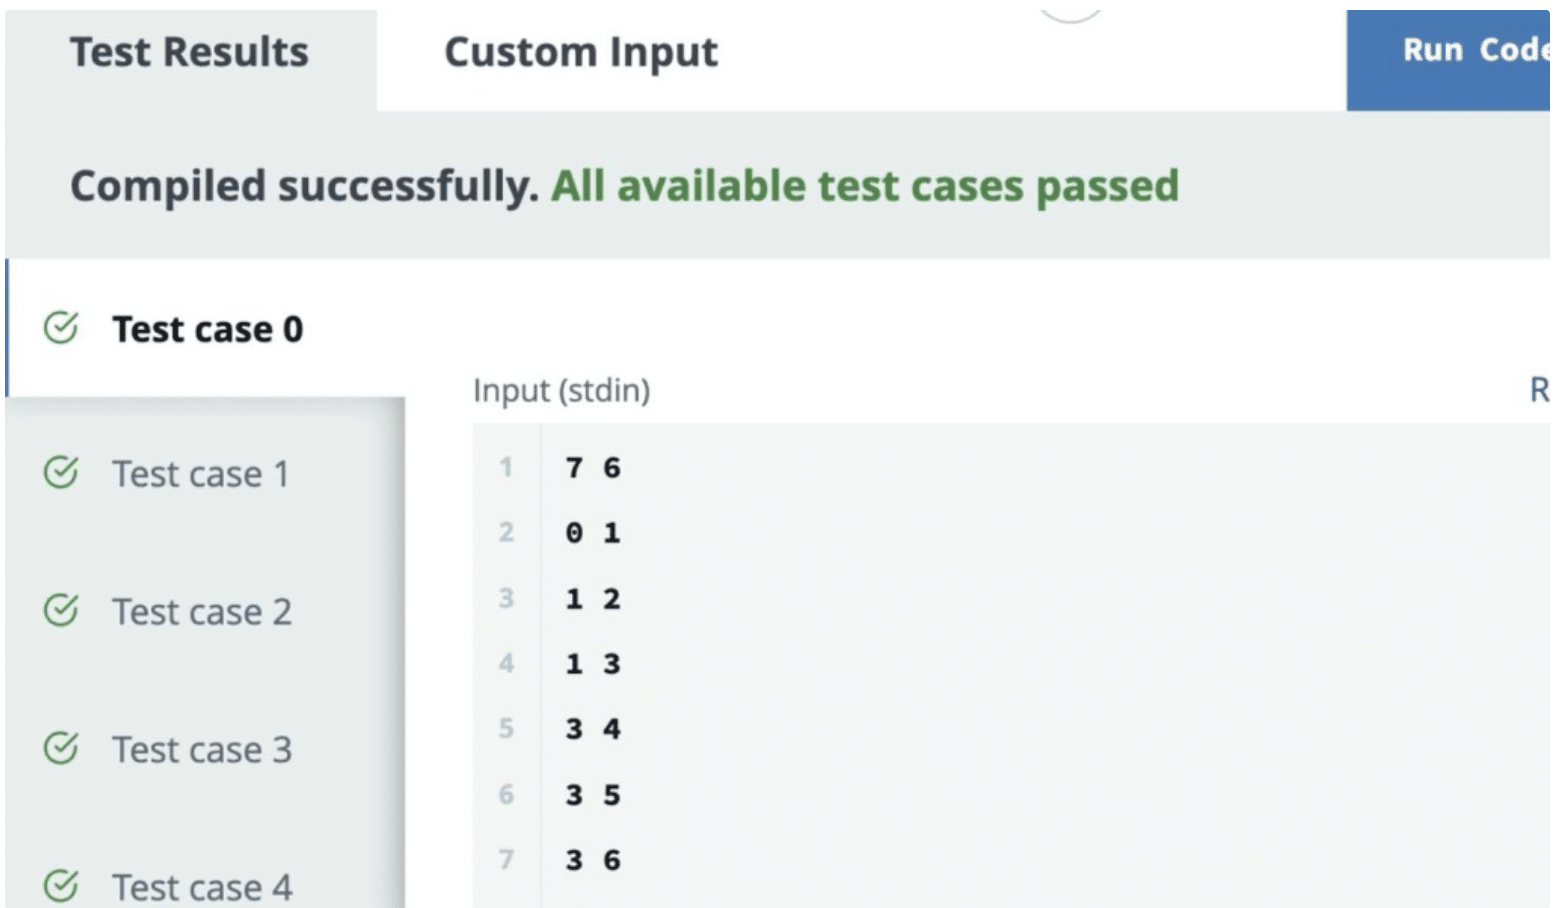 Test Results Custom Input Run Code
Compiled successfully. All available test cases passed
Test case 0
Input (stdin) R
Test case 1
Test case 2
Test case 3
Test case 4
1 7 6
2 0 1
3 1 2
4 1 3
5 3 4
6 3 5
7 3 6